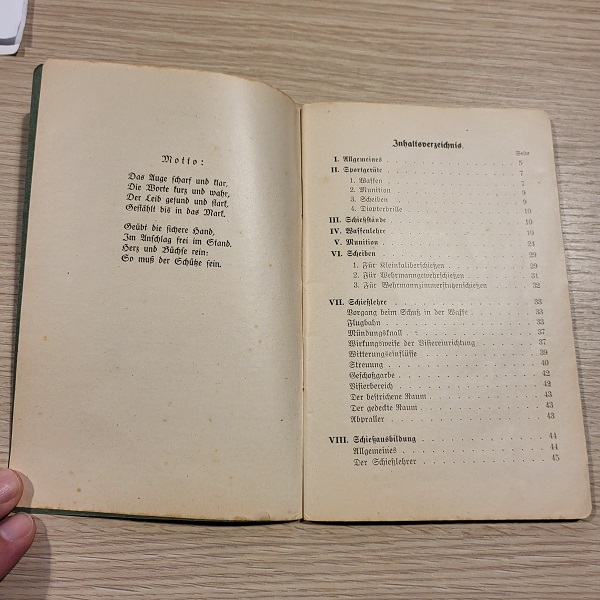 Motto:
Das Auge scharf und klar,
Die Worte kurz und wahr,
Der Leib gesund und stark,
Gestählt bis in das Mark.
Geübt die sichere Hand,
Im Anschlag frei im Stand.
Herz und Büchse rein:
So muß der Schütze sein.
Inhaltsverzeichnis.
Seite
I. Allgemeines . . . 5
II. Sportgeräte . . . 7
1. Waffen . . . 7
2. Munition . . . 9
3. Scheiben . . . 9
4. Diopterbrille . . . 10
III. Schießstände . . . 10
IV. Waffenlehre . . . 19
V. Munition . . . 21
VI. Scheiben . . . 29
1. Für Kleinkaliberschießen . . . 29
2. Für Wehrmanngewehrschießen . . . 31
3. Für Wehrmannzimmerstutzenschießen . . . 32
VII. Schießlehre . . . 33
Vorgang beim Schuß in der Waffe . . . 33
Flugbahn . . . 33
Mündungsknall . . . 37
Wirkungsweise der Visiereinrichtung . . . 37
Witterungseinflüsse . . . 39
Streuung . . . 40
Geschoßgarbe . . . 42
Visierbereich . . . 42
Der bestrichene Raum . . . 43
Der gedeckte Raum . . . 43
Abpraller . . . 43
VIII. Schießausbildung . . . 44
Allgemeines . . . 44
Der Schießlehrer . . . 45